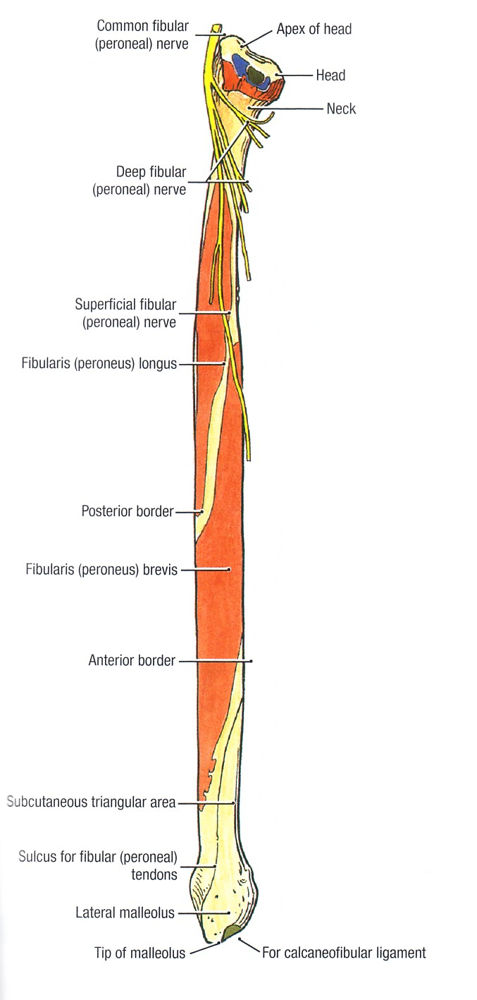 Common fibular
(peroneal) nerve
Apex of head
Head
Neck
Deep fibular
(peroneal) nerve
Superficial fibular
(peroneal) nerve
Fibularis (peroneus) longus
Posterior border
Fibularis (peroneus) brevis
Anterior border
Subcutaneous triangular area
Sulcus for fibular (peroneal)
tendons
Lateral malleolus
Tip of malleolus
For calcaneofibular ligament